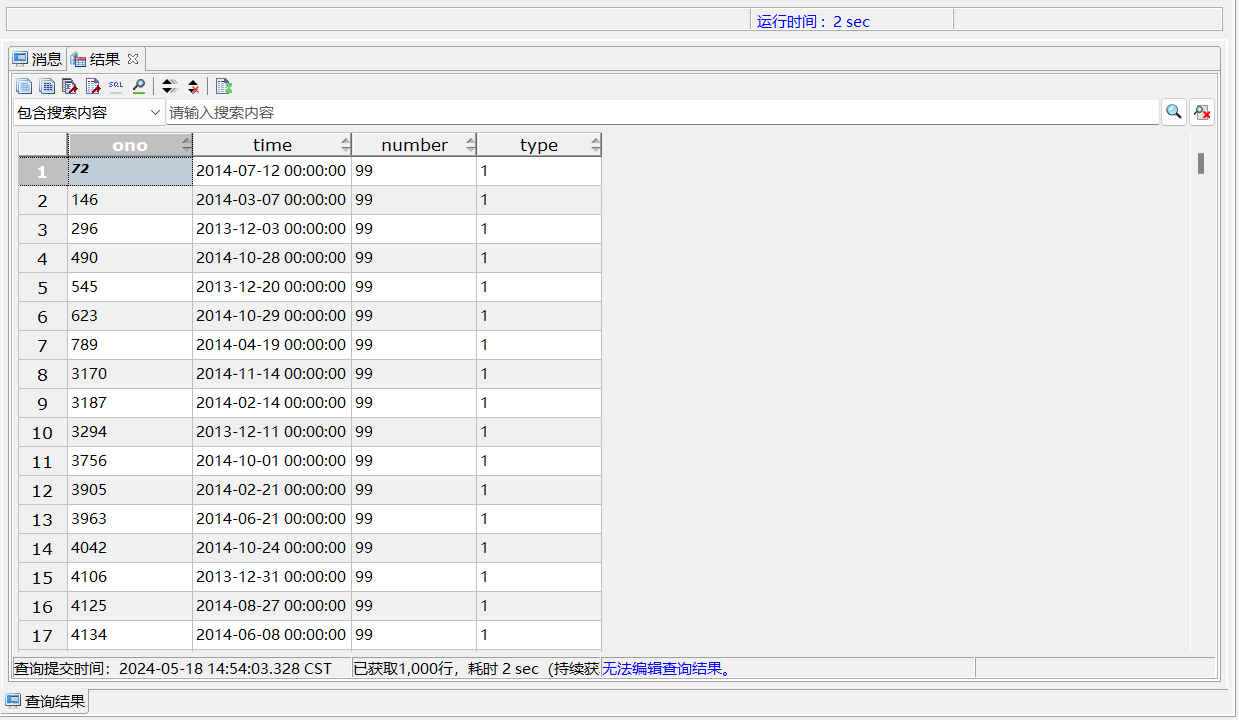 运行时间： 2 sec
消息 结果
SQL
包含搜索内容 请输入搜索内容
ono time number type
1 72 2014-07-12 00:00:00 99 1
2 146 2014-03-07 00:00:00 99 1
3 296 2013-12-03 00:00:00 99 1
4 490 2014-10-28 00:00:00 99 1
5 545 2013-12-20 00:00:00 99 1
6 623 2014-10-29 00:00:00 99 1
7 789 2014-04-19 00:00:00 99 1
8 3170 2014-11-14 00:00:00 99 1
9 3187 2014-02-14 00:00:00 99 1
10 3294 2013-12-11 00:00:00 99 1
11 3756 2014-10-01 00:00:00 99 1
12 3905 2014-02-21 00:00:00 99 1
13 3963 2014-06-21 00:00:00 99 1
14 4042 2014-10-24 00:00:00 99 1
15 4106 2013-12-31 00:00:00 99 1
16 4125 2014-08-27 00:00:00 99 1
17 4134 2014-06-08 00:00:00 99 1
查询提交时间：2024-05-18 14:54:03.328 CST 已获取1,000行，耗时 2 sec（持续获 无法编辑查询结果。
查询结果